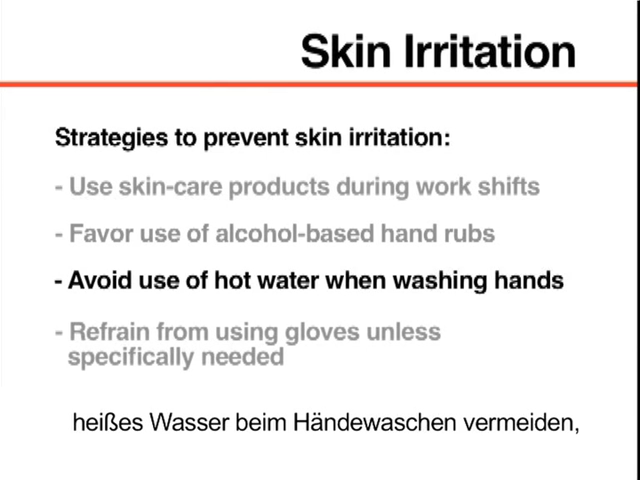 Skin Irritation
Strategies to prevent skin irritation:
- Use skin-care products during work shifts
- Favor use of alcohol-based hand rubs
- Avoid use of hot water when washing hands
- Refrain from using gloves unless
specifically needed
heißes Wasser beim Händewaschen vermeiden,